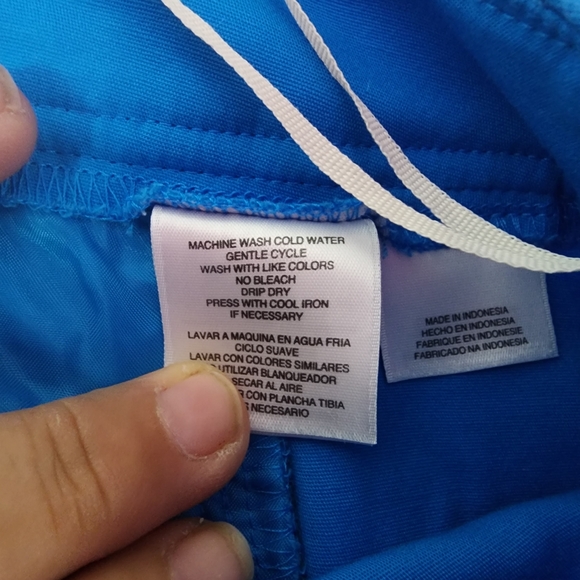 MACHINE WASH COLD WATER
GENTLE CYCLE
WASH WITH LIKE COLORS
NO BLEACH
DRIP DRY
PRESS WITH COOL IRON
IF NECESSARY
LAVAR A MAQUINA EN AGUA FRIA
CICLO SUAVE
LAVAR CON COLORES SIMILARES
UTILIZAR BLANQUEADOR
SECAR AL AIRE
CON PLANCHA TIBIA
NECESARIO
MADE IN INDONESIA
HECHO EN INDONESIA
FABRIQUE EN INDONESIE
FABRICADO NA INDONESIA